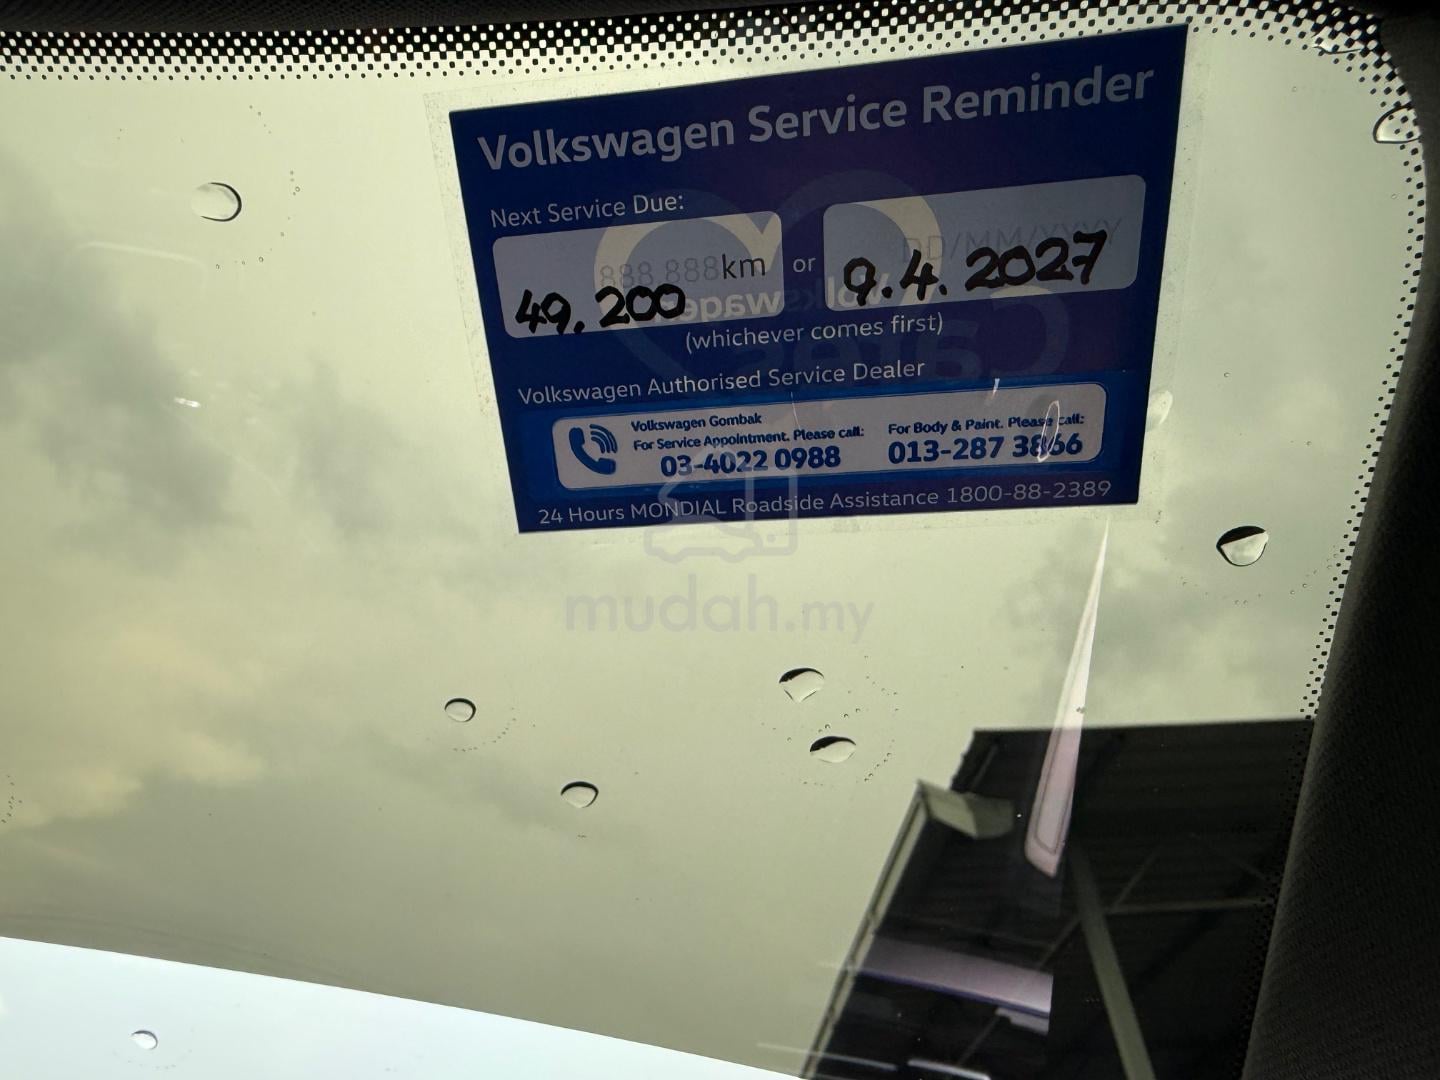 Volkswagen Service Reminder
Next Service Due:
888 888 km or DD/MM/YYYY
49,200 9.4.2027
(whichever comes first)
Volkswagen Authorised Service Dealer
Volkswagen Gombak
For Service Appointment. Please call: For Body & Paint. Please call:
03-4022 0988 013-287 3866
24 Hours MONDIAL Roadside Assistance 1800-88-2389
Volkswagen
Cares
mudah.my